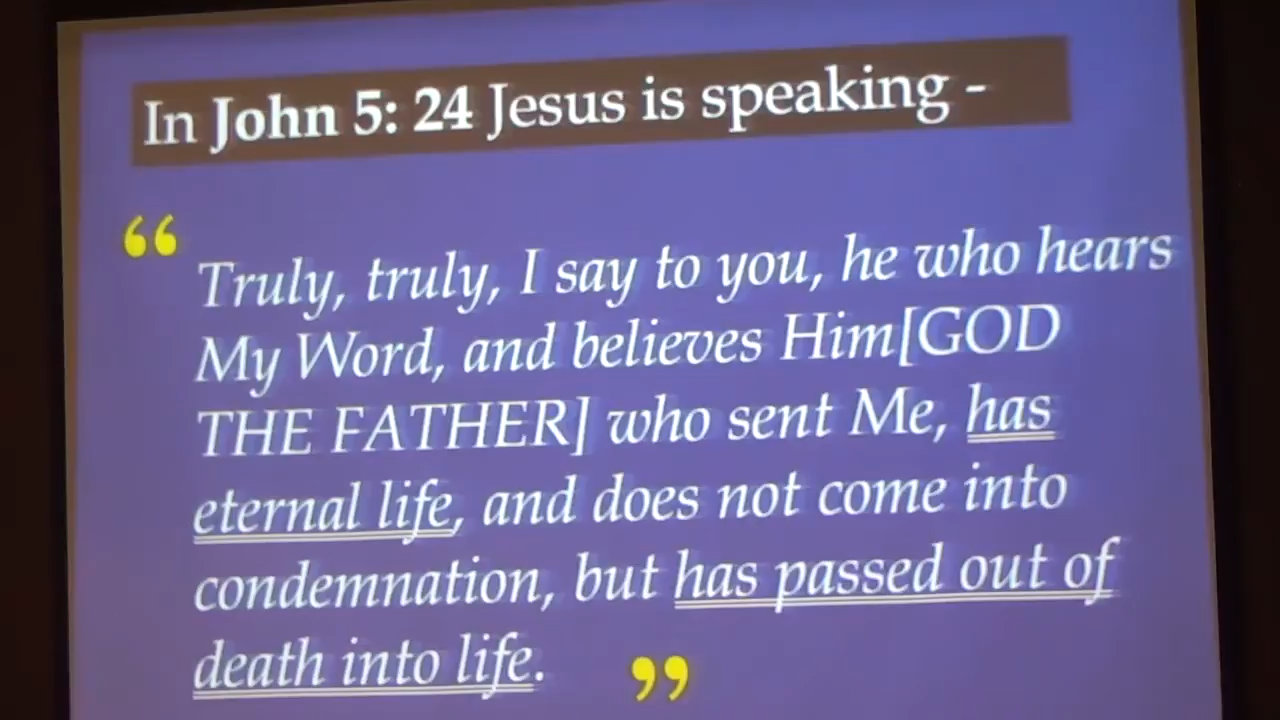 In John 5: 24 Jesus is speaking -
“ Truly, truly, I say to you, he who hears
My Word, and believes Him[GOD
THE FATHER] who sent Me, has
eternal life, and does not come into
condemnation, but has passed out of
death into life. ”